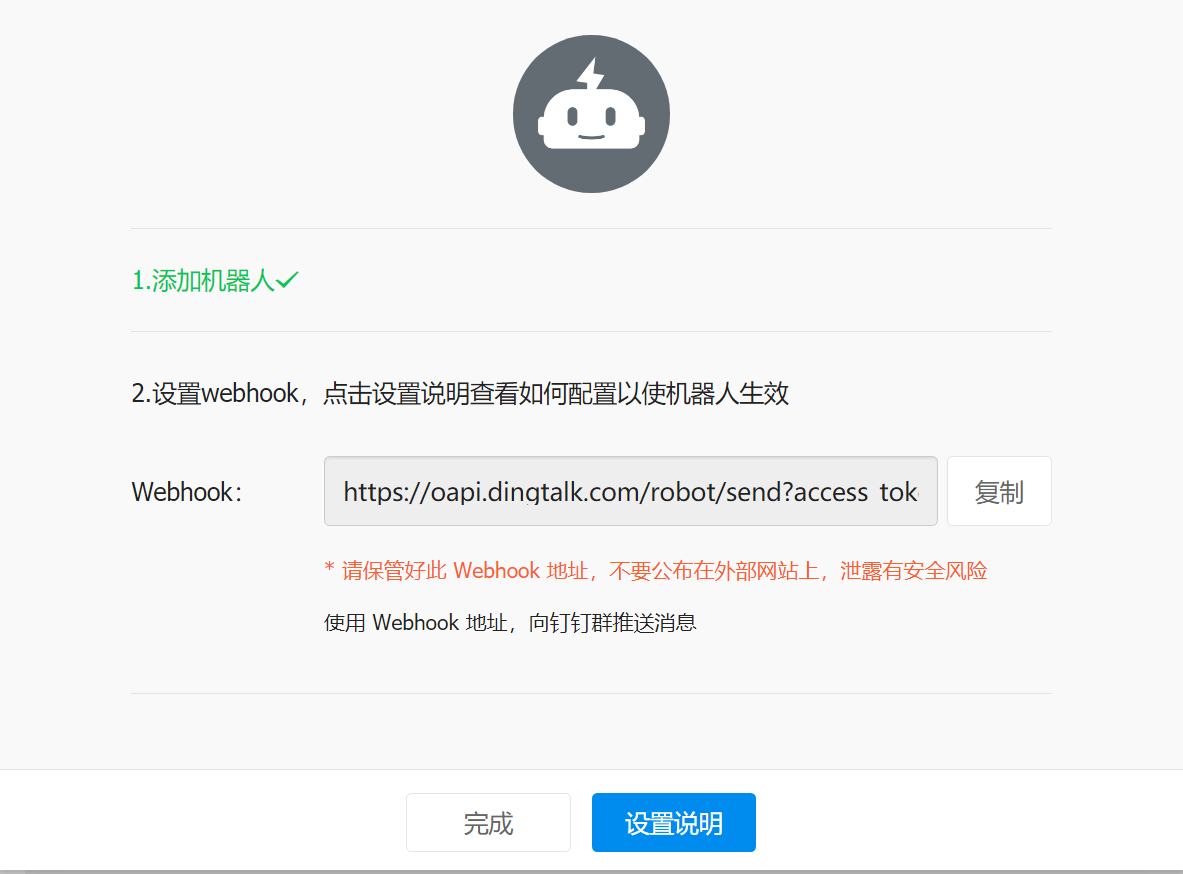 1.添加机器人
2.设置webhook，点击设置说明查看如何配置以使机器人生效
Webhook：
https://oapi.dingtalk.com/robot/send?access_tok
复制
* 请保管好此 Webhook 地址，不要公布在外部网站上，泄露有安全风险
使用 Webhook 地址，向钉钉群推送消息
完成
设置说明